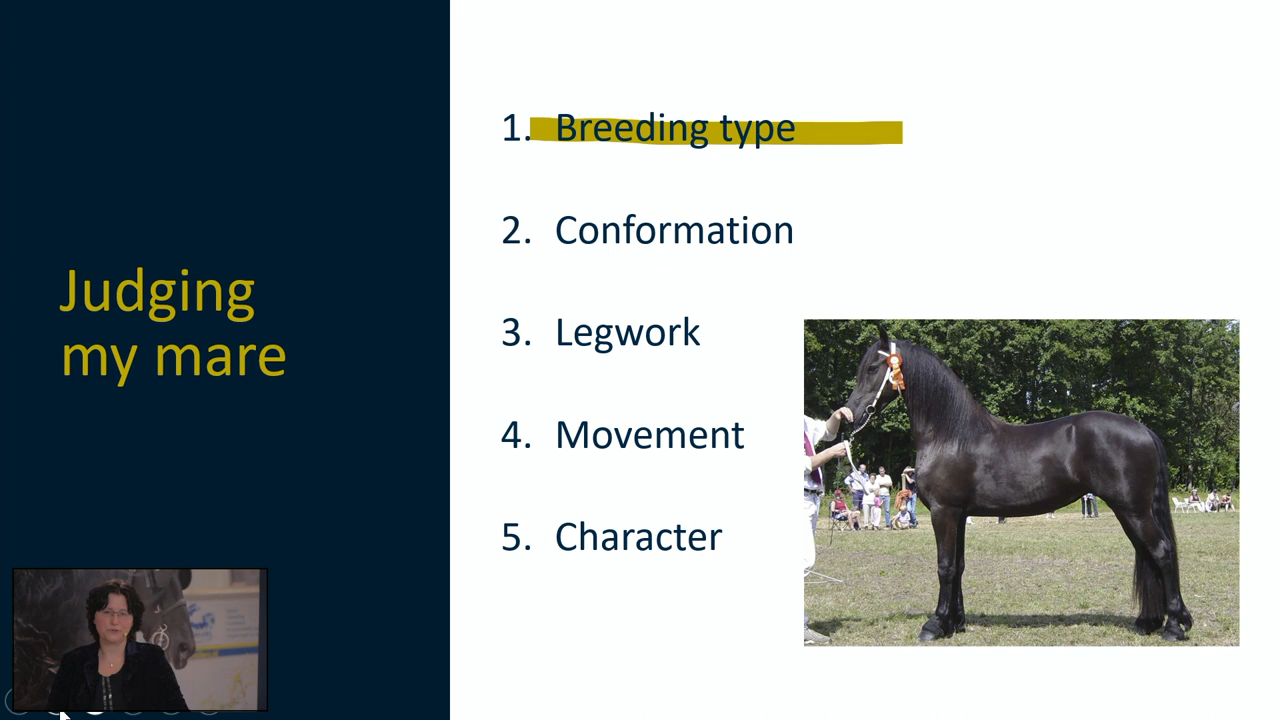 Judging
my mare
1. Breeding type
2. Conformation
3. Legwork
4. Movement
5. Character